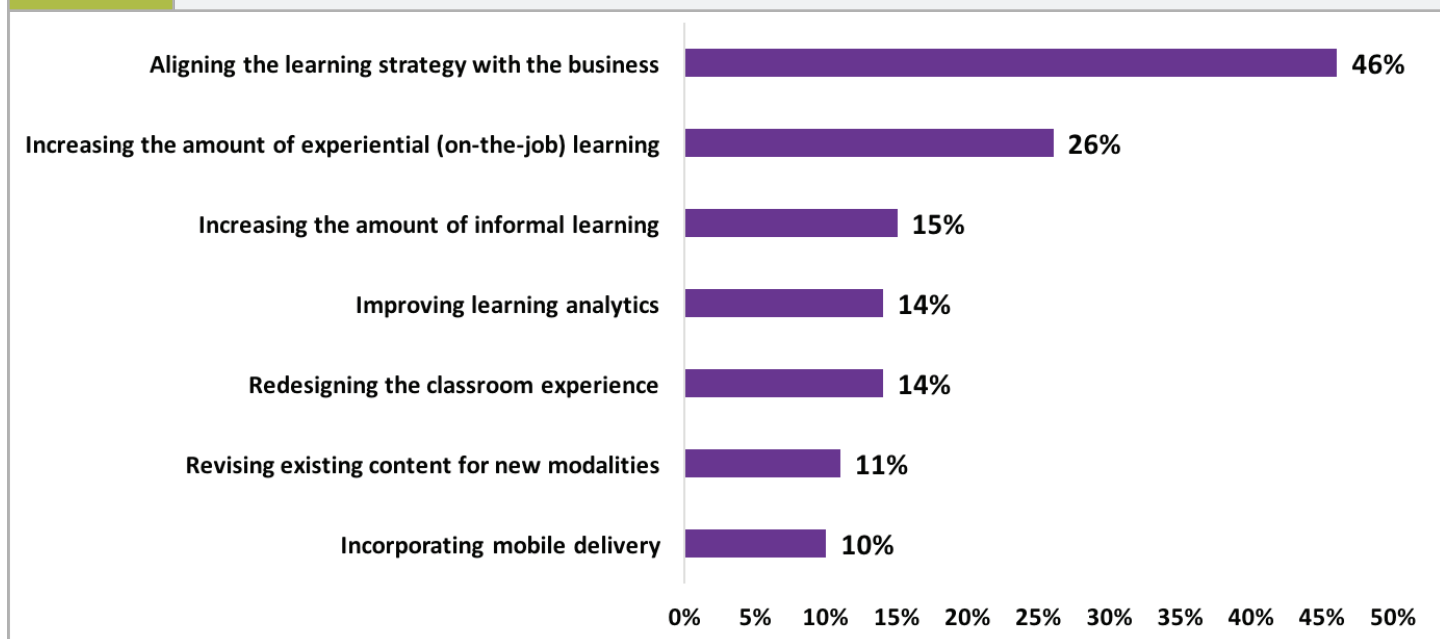 Aligning the learning strategy with the business 46%
Increasing the amount of experiential (on-the-job) learning 26%
Increasing the amount of informal learning 15%
Improving learning analytics 14%
Redesigning the classroom experience 14%
Revising existing content for new modalities 11%
Incorporating mobile delivery 10%
0% 5% 10% 15% 20% 25% 30% 35% 40% 45% 50%